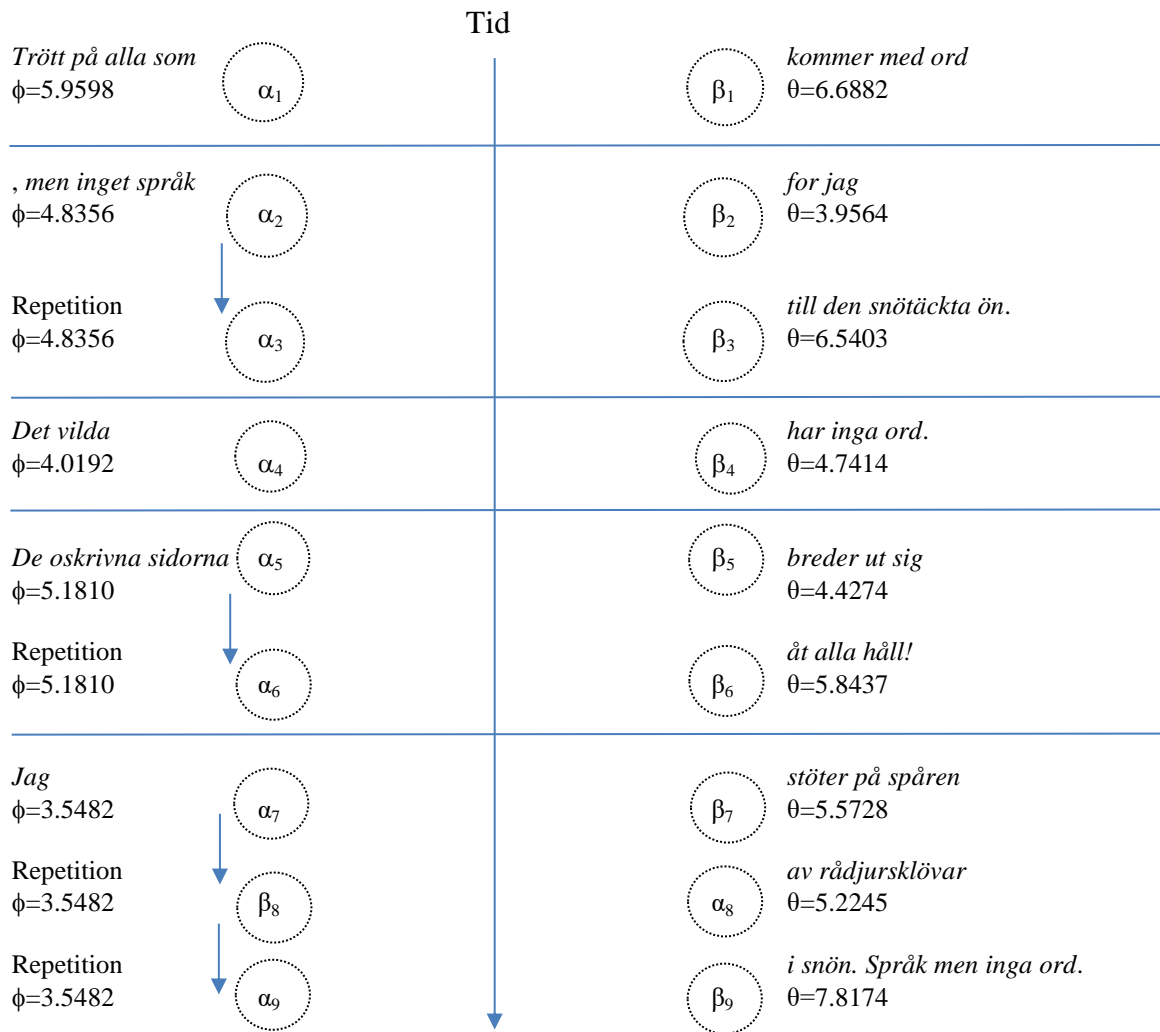 Tid
Trött på alla som
ϕ=5.9598
α₁
β₁
kommer med ord
θ=6.6882
, men inget språk
ϕ=4.8356
α₂
β₂
for jag
θ=3.9564
Repetition
ϕ=4.8356
α₃
β₃
till den snötäckta ön.
θ=6.5403
Det vilda
ϕ=4.0192
α₄
β₄
har inga ord.
θ=4.7414
De oskrivna sidorna
ϕ=5.1810
α₅
β₅
breder ut sig
θ=4.4274
Repetition
ϕ=5.1810
α₆
β₆
åt alla håll!
θ=5.8437
Jag
ϕ=3.5482
α₇
β₇
stöter på spåren
θ=5.5728
Repetition
ϕ=3.5482
β₈
α₈
av rådjursklövar
θ=5.2245
Repetition
ϕ=3.5482
α₉
β₉
i snön. Språk men inga ord.
θ=7.8174